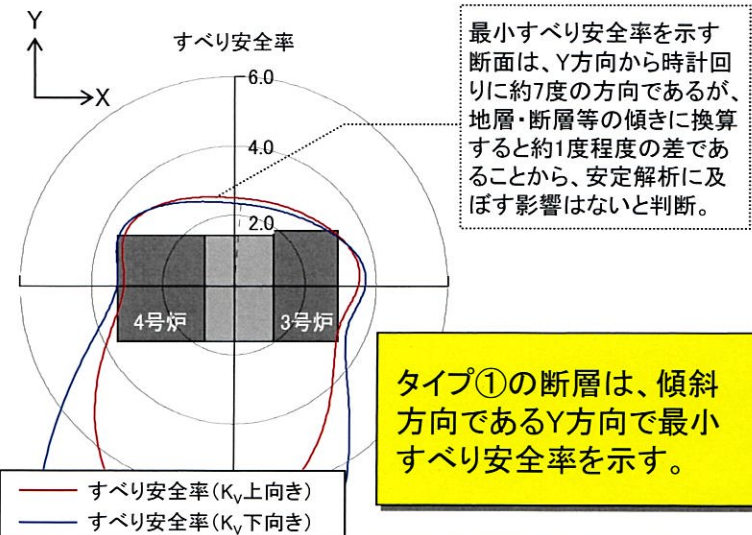 Y
X
すべり安全率
6.0
4.0
2.0
最小すべり安全率を示す
断面は、Y方向から時計回
りに約7度の方向であるが、
地層・断層等の傾きに換算
すると約1度程度の差であ
ることから、安定解析に及
ぼす影響はないと判断。
4号炉
3号炉
タイプ①の断層は、傾斜
方向であるY方向で最小
すべり安全率を示す。
すべり安全率(KV上向き)
すべり安全率(KV下向き)